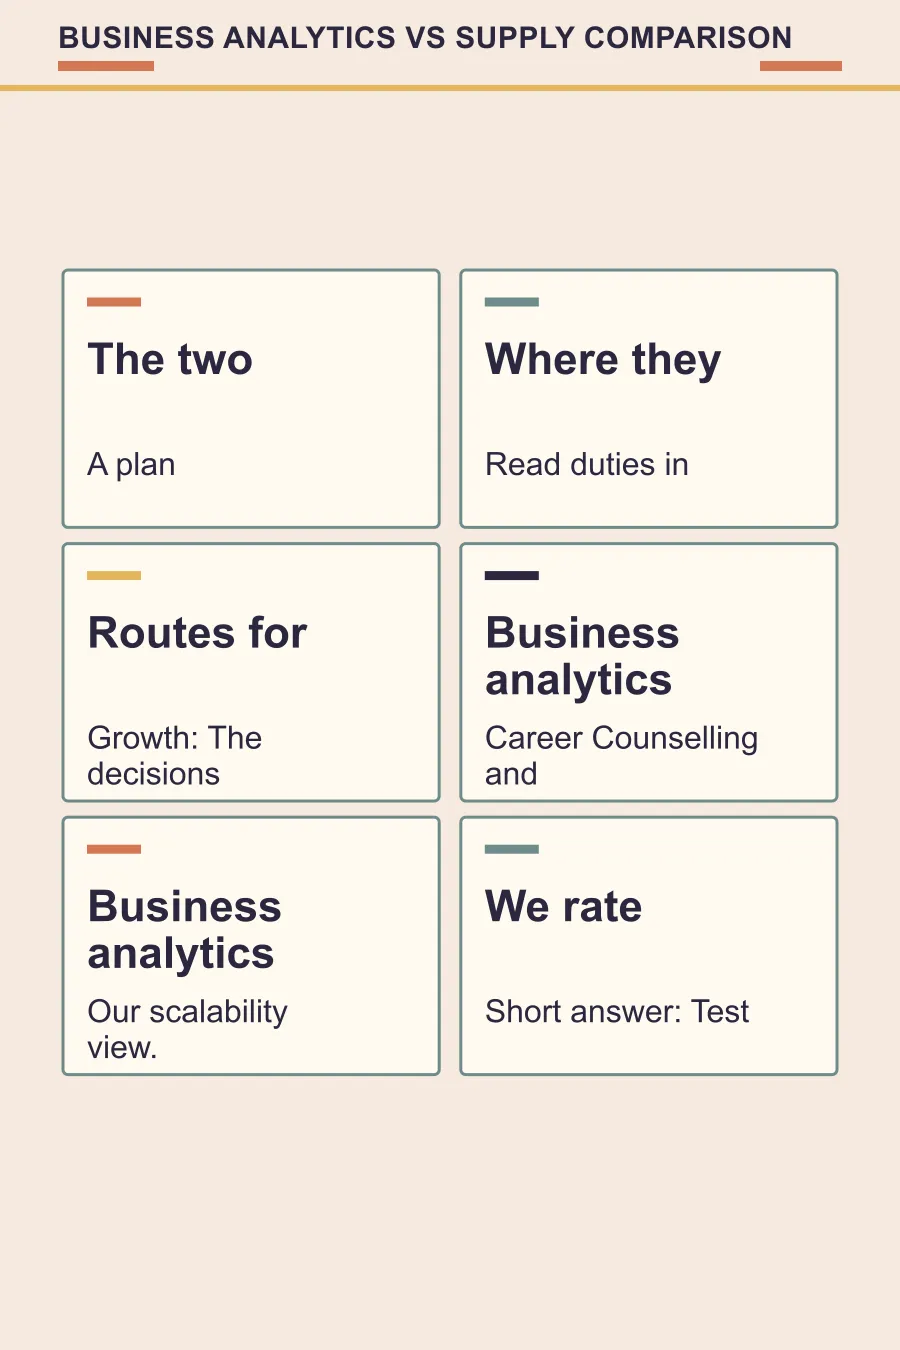 BUSINESS ANALYTICS VS SUPPLY COMPARISON
The two
A plan
Where they
Read duties in
Routes for
Growth: The
decisions
Business
analytics
Career Counselling
and
Business
analytics
Our scalability
view.
We rate
Short answer: Test